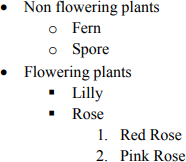 • Non flowering plants
o Fern
o Spore
• Flowering plants
▪ Lilly
▪ Rose
1. Red Rose
2. Pink Rose